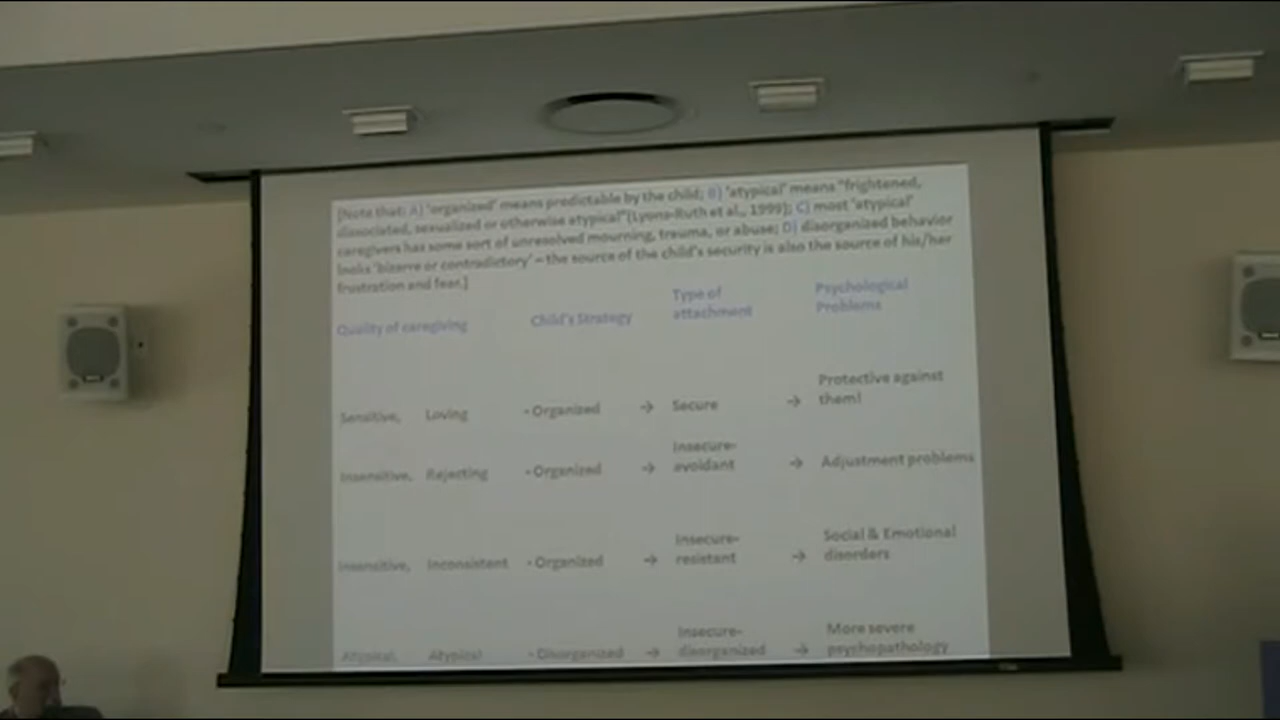 [Note that: A) 'organized' means predictable by the child; B) 'atypical' means "frightened,
dissociated, sexualized or otherwise atypical"(Lyons-Ruth et al., 1999); C) most 'atypical'
caregivers has some sort of unresolved mourning, trauma, or abuse; D) disorganized behavior
looks 'bizarre or contradictory' – the source of the child's security is also the source of his/her
frustration and fear.]
Quality of caregiving Child's Strategy Type of attachment Psychological Problems
Sensitive, Loving - Organized → Secure → Protective against them!
Insensitive, Rejecting - Organized → Insecure-avoidant → Adjustment problems
Insensitive, Inconsistent - Organized → Insecure-resistant → Social & Emotional disorders
Atypical, Atypical - Disorganized → Insecure-disorganized → More severe psychopathology